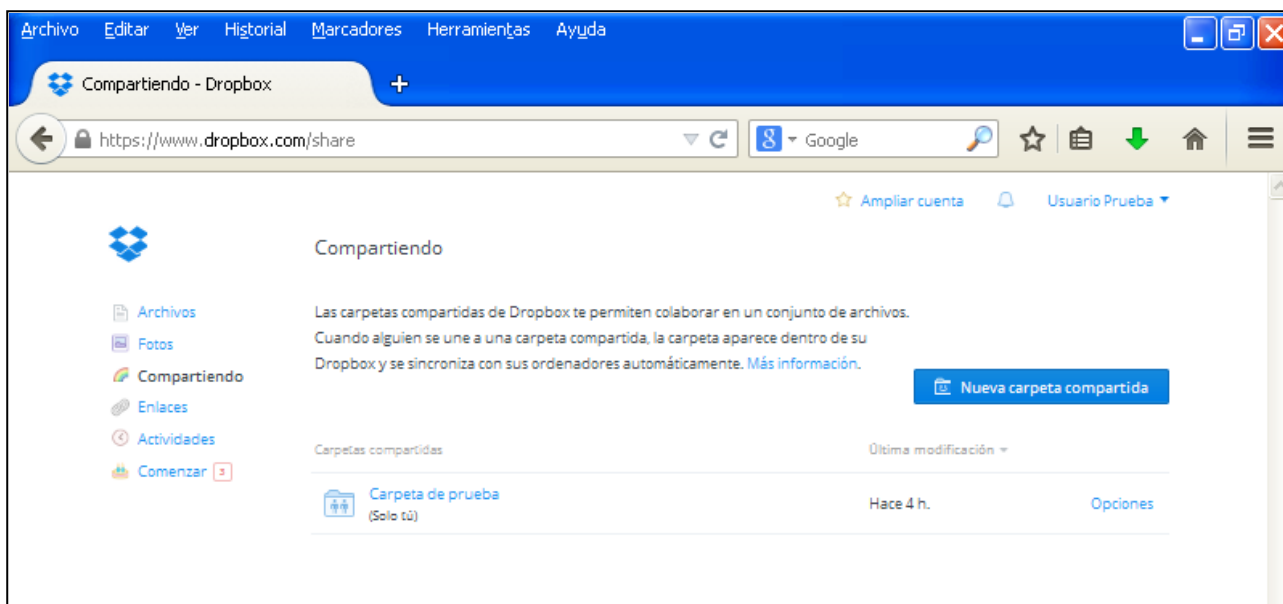 Archivo Editar Ver Historial Marcadores Herramientas Ayuda
Compartiendo - Dropbox
https://www.dropbox.com/share
8 Google
Ampliar cuenta Usuario Prueba
Compartiendo
Archivos
Fotos
Compartiendo
Enlaces
Actividades
Comenzar 3
Las carpetas compartidas de Dropbox te permiten colaborar en un conjunto de archivos.
Cuando alguien se une a una carpeta compartida, la carpeta aparece dentro de su
Dropbox y se sincroniza con sus ordenadores automáticamente. Más información.
Nueva carpeta compartida
Carpetas compartidas Última modificación
Carpeta de prueba
(Solo tú)
Hace 4 h. Opciones